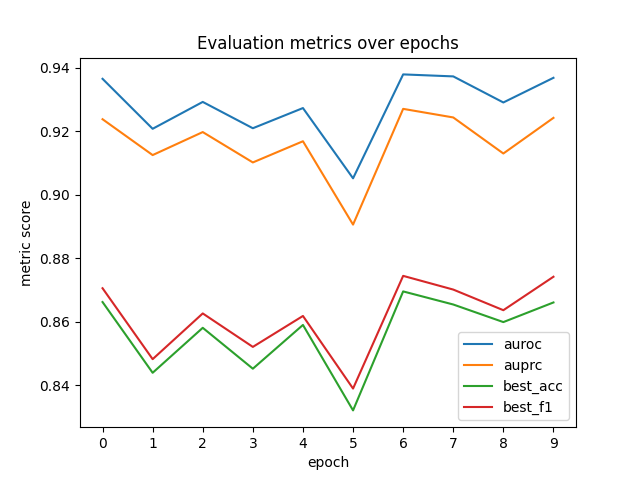 Evaluation metrics over epochs
metric score
0.94
0.92
0.90
0.88
0.86
0.84
auroc
auprc
best_acc
best_f1
0 1 2 3 4 5 6 7 8 9
epoch